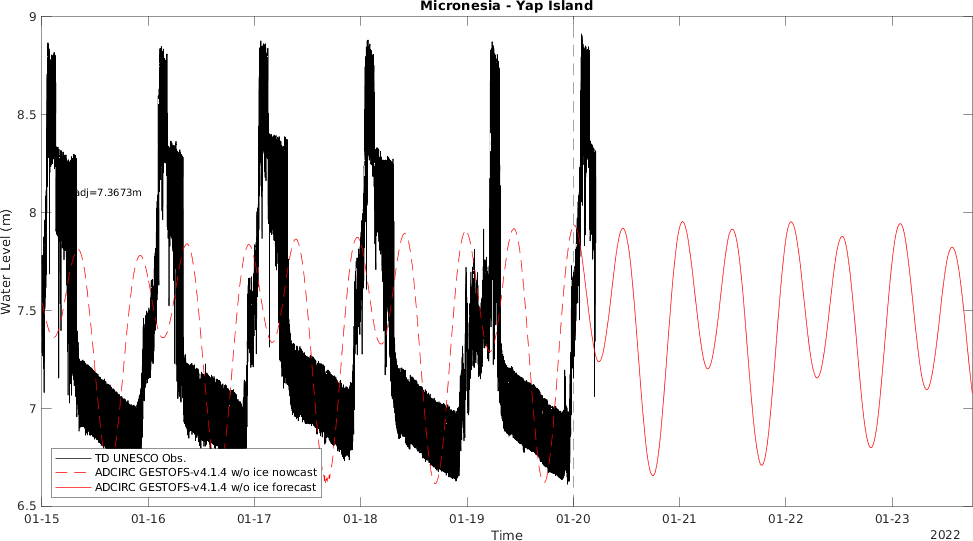 Micronesia - Yap Island
9
8.5
8
7.5
7
6.5
Water Level (m)
adj=7.3673m
TD UNESCO Obs.
ADCIRC GESTOFS-v4.1.4 w/o ice nowcast
ADCIRC GESTOFS-v4.1.4 w/o ice forecast
01-15 01-16 01-17 01-18 01-19 01-20 01-21 01-22 01-23
Time
2022